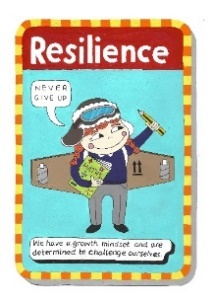 Resilience
NEVER
GIVE UP
We have a growth mindset and are
determined to challenge ourselves.